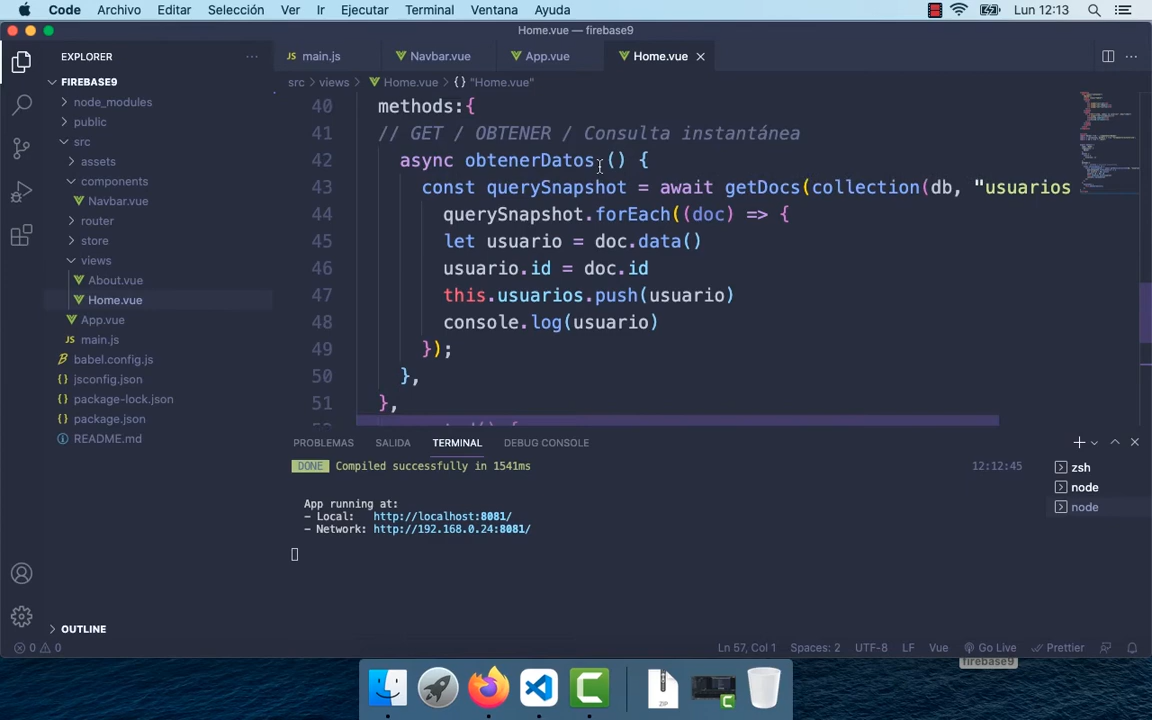 Code Archivo Editar Selección Ver Ir Ejecutar Terminal Ventana Ayuda Lun 12:13
Home.vue — firebase9
EXPLORER
FIREBASE9
node_modules
public
src
assets
components
Navbar.vue
router
store
views
About.vue
Home.vue
App.vue
main.js
babel.config.js
jsconfig.json
package-lock.json
package.json
README.md
OUTLINE
JS main.js Navbar.vue App.vue Home.vue
src > views > Home.vue > {} "Home.vue"
40 methods:{
41 // GET / OBTENER / Consulta instantánea
42 async obtenerDatos () {
43 const querySnapshot = await getDocs(collection(db, "usuarios
44 querySnapshot.forEach((doc) => {
45 let usuario = doc.data()
46 usuario.id = doc.id
47 this.usuarios.push(usuario)
48 console.log(usuario)
49 });
50 },
51 },
PROBLEMAS SALIDA TERMINAL DEBUG CONSOLE
DONE Compiled successfully in 1541ms 12:12:45
App running at:
- Local: http://localhost:8081/
- Network: http://192.168.0.24:8081/
zsh
node
node
0 0 Ln 57, Col 1 Spaces: 2 UTF-8 LF Vue Go Live Prettier
firebase9
ZIP